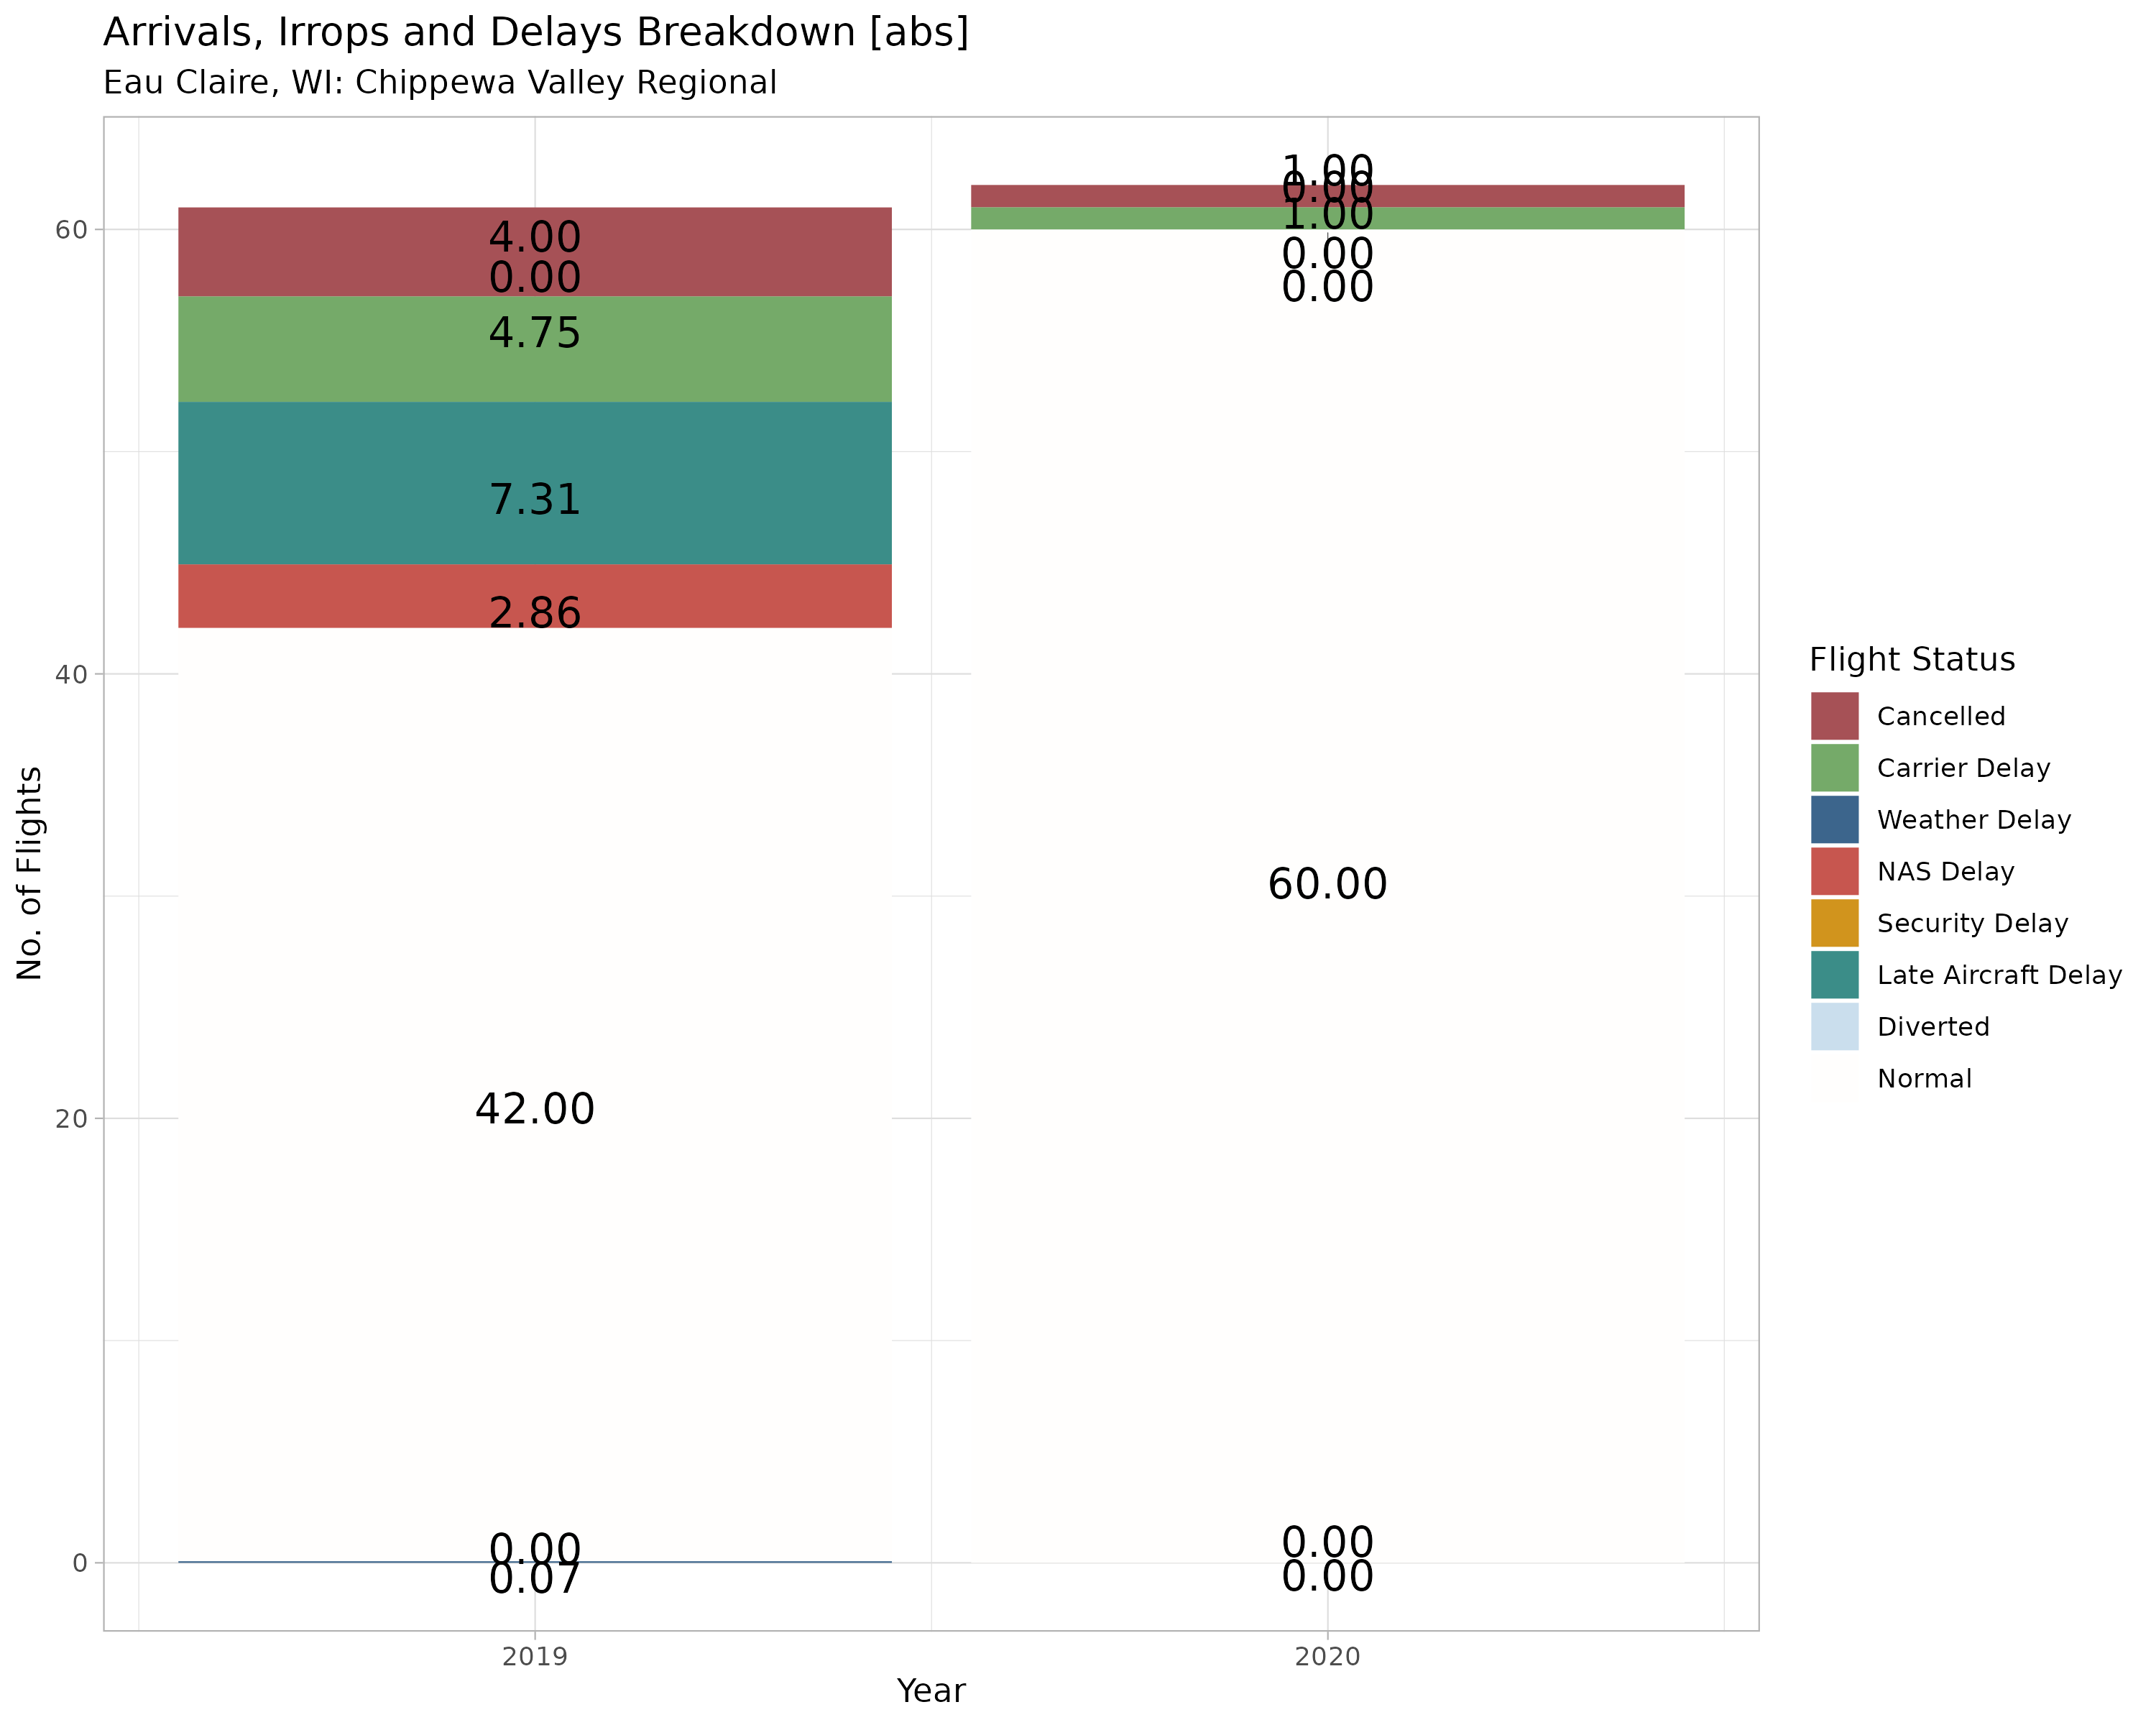 Arrivals, Irrops and Delays Breakdown [abs]
Eau Claire, WI: Chippewa Valley Regional
No. of Flights
60
40
20
0
4.00
0.00
4.75
7.31
2.86
42.00
0.00
0.07
1.00
0.00
1.00
0.00
0.00
60.00
0.00
0.00
2019
2020
Year
Flight Status
Cancelled
Carrier Delay
Weather Delay
NAS Delay
Security Delay
Late Aircraft Delay
Diverted
Normal